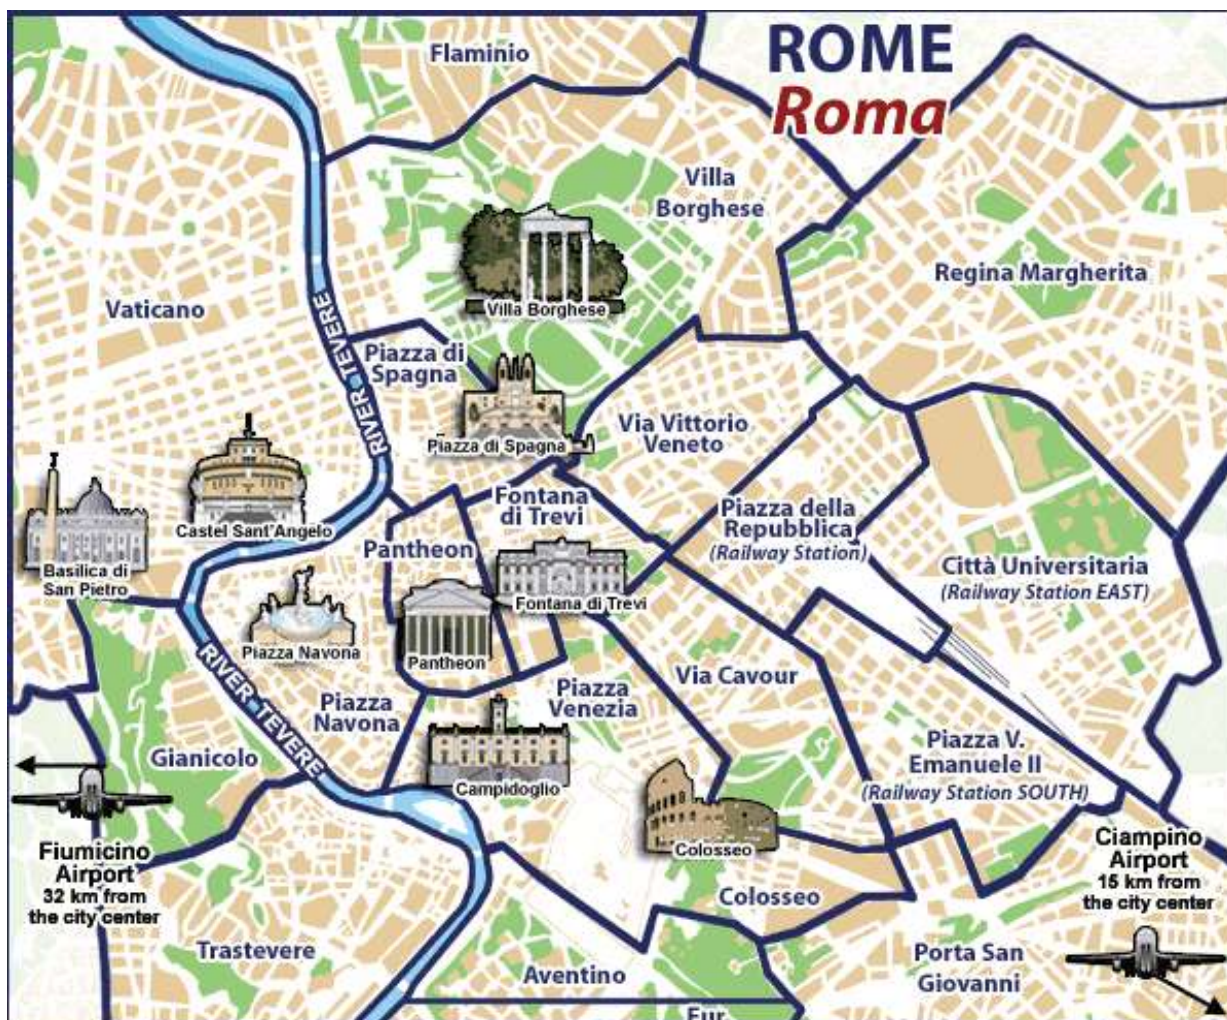 Flaminio
ROME
Roma
Villa
Borghese
Villa Borghese
Regina Margherita
Vaticano
RIVER TEVERE
RIVER TEVERE
Piazza di
Spagna
Piazza di Spagna
Via Vittorio
Veneto
Castel Sant'Angelo
Fontana
di Trevi
Piazza della
Repubblica
(Railway Station)
Pantheon
Basilica di
San Pietro
Città Universitaria
(Railway Station EAST)
Fontana di Trevi
Piazza Navona
Pantheon
RIVER TEVERE
Piazza
Navona
Piazza
Venezia
Via Cavour
Gianicolo
Campidoglio
Piazza V.
Emanuele II
(Railway Station SOUTH)
Colosseo
Fiumicino
Airport
32 km from
the city center
Ciampino
Airport
15 km from
the city center
Colosseo
Trastevere
Aventino
Porta San
Giovanni
Eur